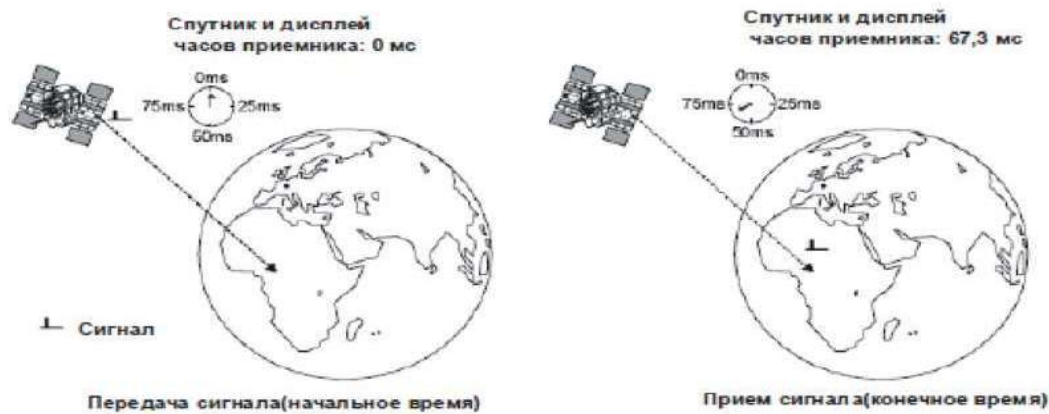 Спутник и дисплей
часов приемника: 0 мс
0ms
75ms
25ms
50ms
Сигнал
Передача сигнала(начальное время)
Спутник и дисплей
часов приемника: 67,3 мс
0ms
75ms
25ms
50ms
Прием сигнала(конечное время)